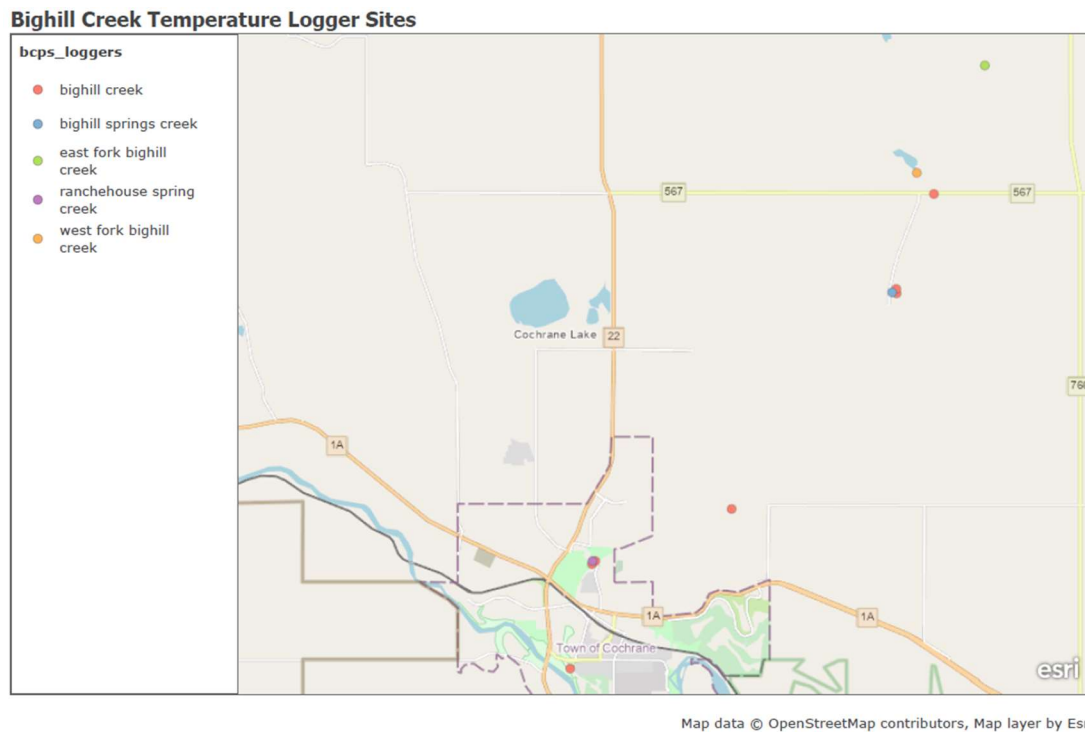 Bighill Creek Temperature Logger Sites
bcps_loggers
bighill creek
bighill springs creek
east fork bighill
creek
ranchehouse spring
creek
west fork bighill
creek
567
567
Cochrane Lake
22
1A
1A
1A
Town of Cochrane
esri
Map data © OpenStreetMap contributors, Map layer by